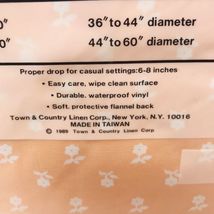 0" 36" to 44" diameter
0" 44" to 60" diameter
Proper drop for casual settings: 6-8 inches
• Easy care, wipe clean surface
• Durable, waterproof vinyl
• Soft, protective flannel back
Town & Country Linen Corp., New York, N.Y. 10016
MADE IN TAIWAN
© 1989 Town & Country Linen Corp